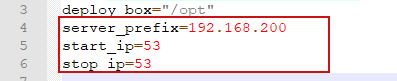 3 deploy_box="/opt"
4 server_prefix=192.168.200
5 start_ip=53
6 stop_ip=53